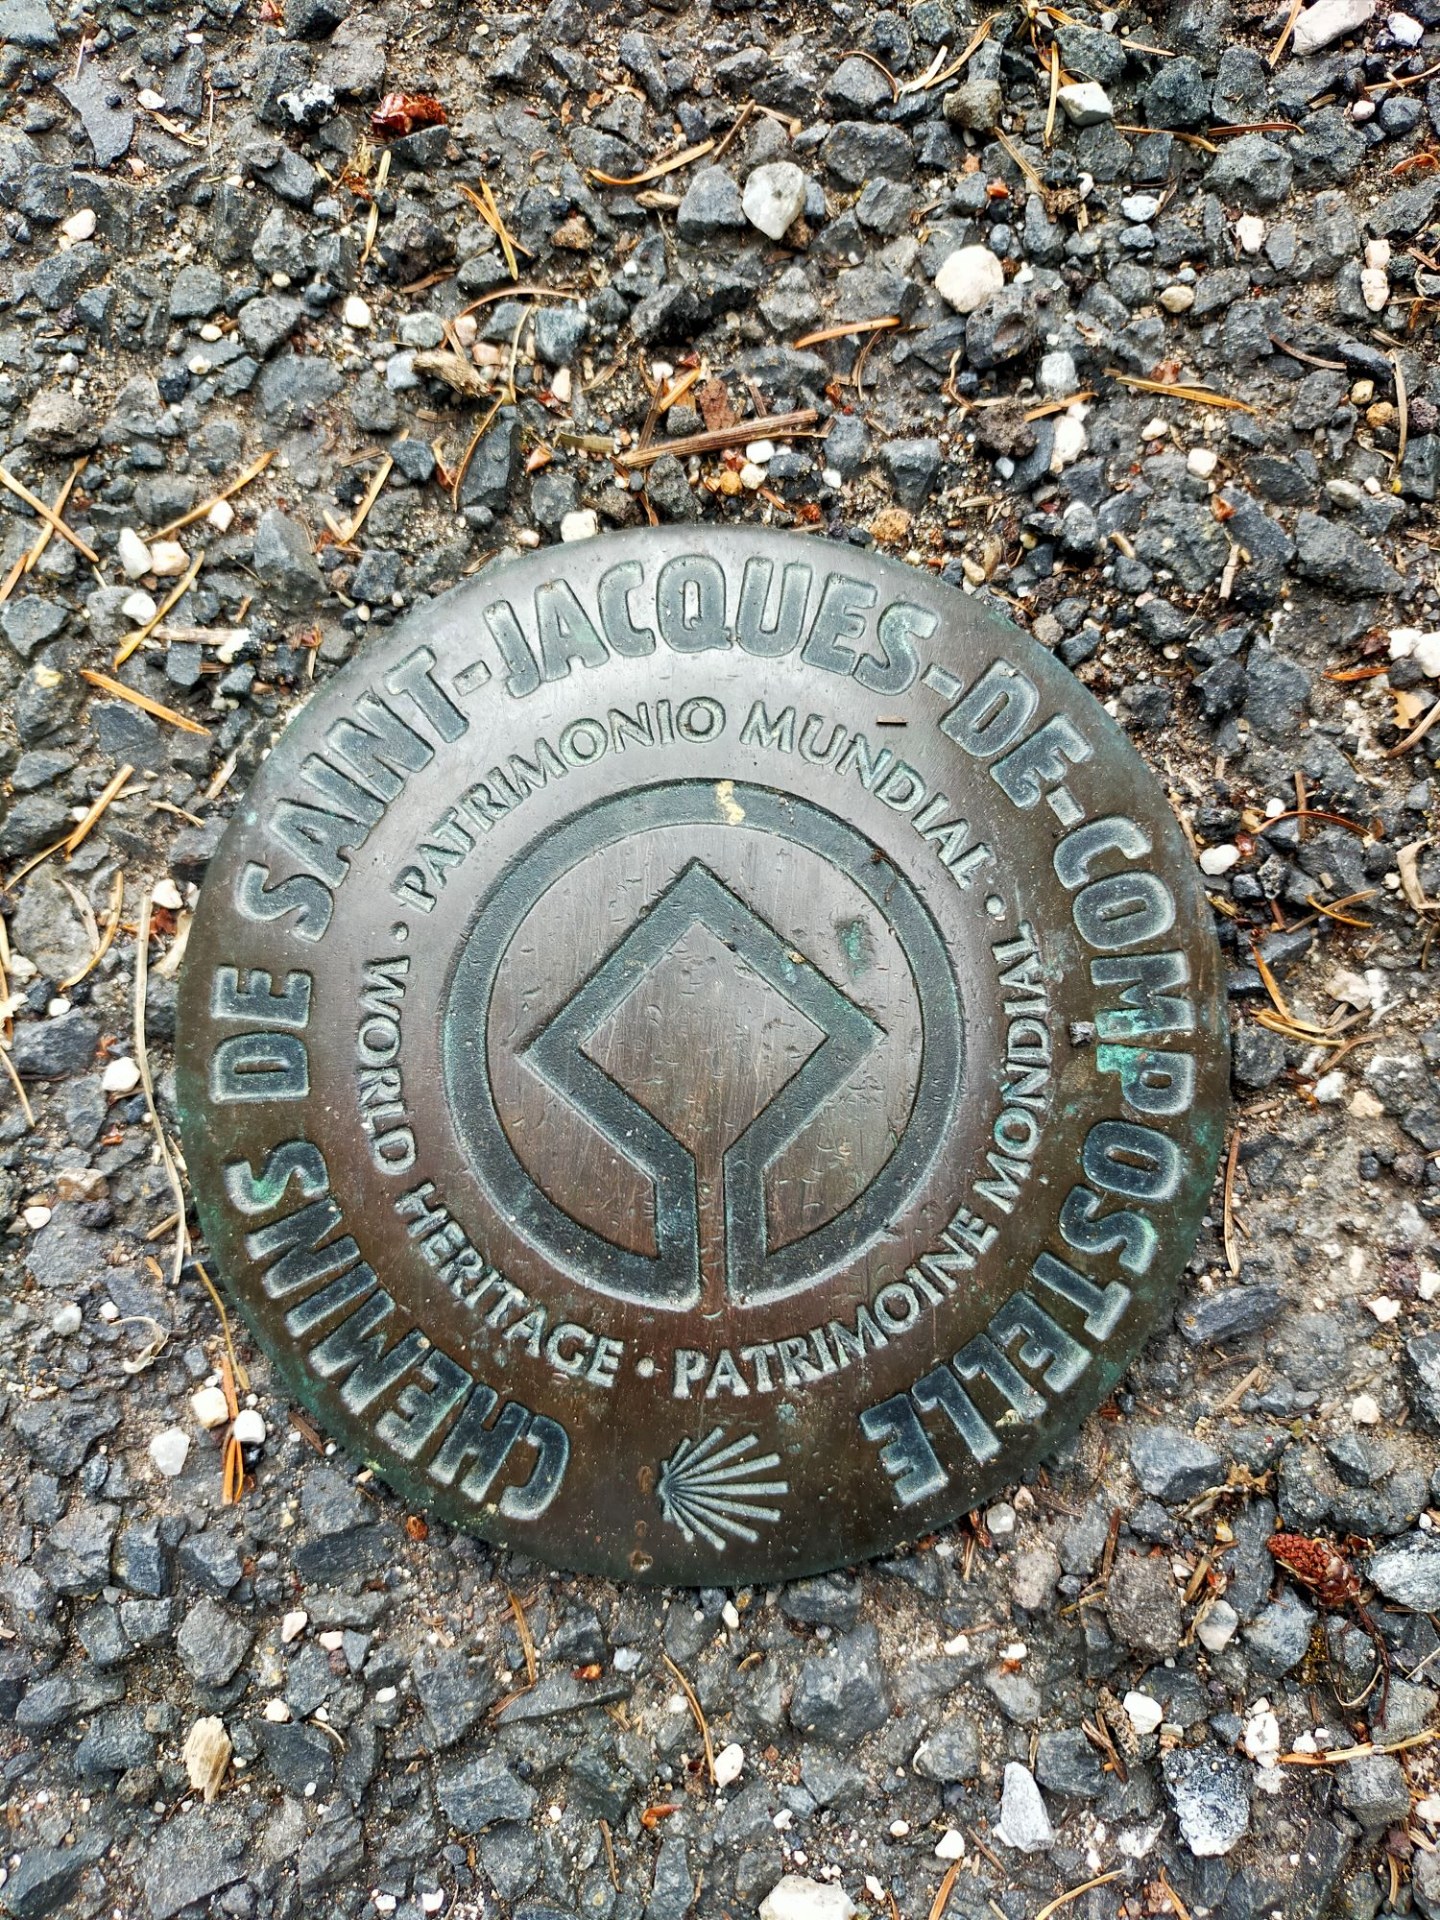 CHEMINS DE SAINT-JACQUES-DE-COMPOSTELLE
WORLD HERITAGE • PATRIMONIO MUNDIAL • PATRIMOINE MONDIAL •